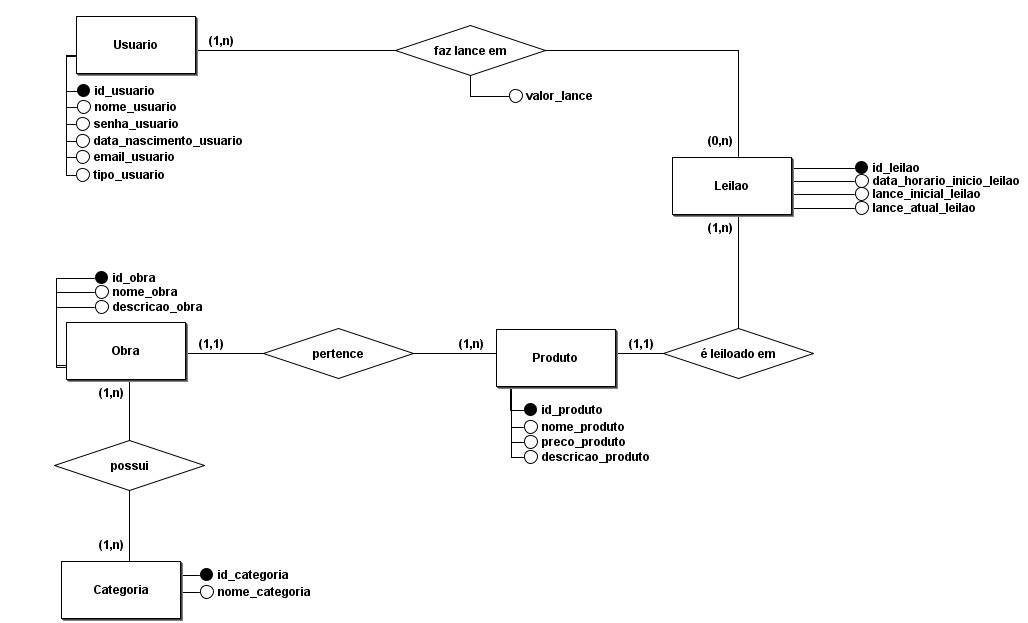 Usuario
(1,n)
faz lance em
id_usuario
nome_usuario
senha_usuario
data_nascimento_usuario
email_usuario
tipo_usuario
valor_lance
(0,n)
Leilao
id_leilao
data_horario_inicio_leilao
lance_inicial_leilao
lance_atual_leilao
(1,n)
id_obra
nome_obra
descricao_obra
Obra
(1,1)
pertence
(1,n)
Produto
(1,1)
é leiloado em
(1,n)
id_produto
nome_produto
preco_produto
descricao_produto
possui
(1,n)
Categoria
id_categoria
nome_categoria